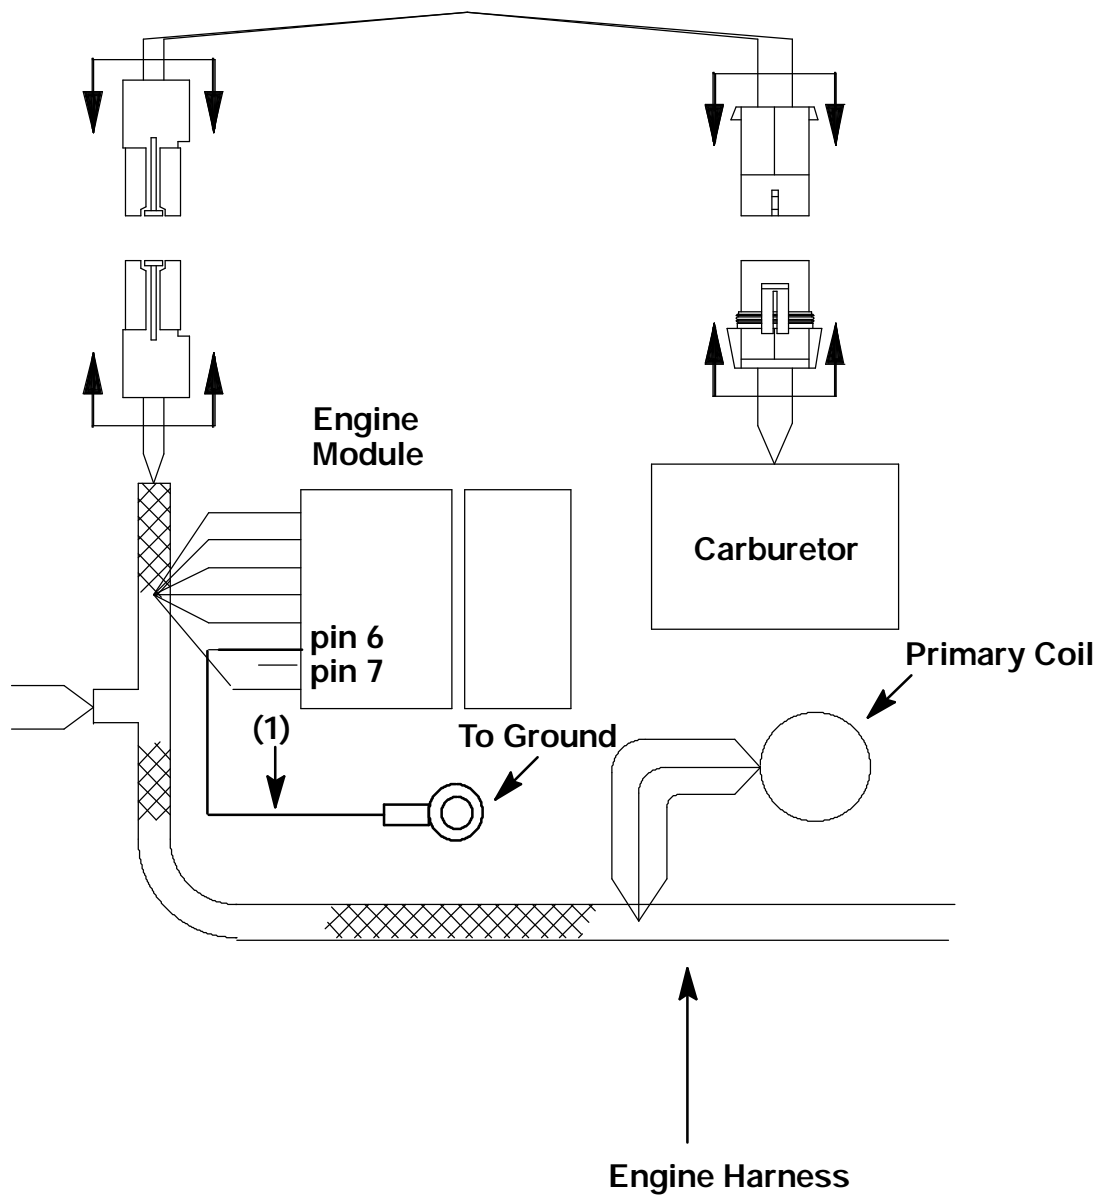 Engine
Module
Carburetor
pin 6
pin 7
Primary Coil
(1)
To Ground
Engine Harness